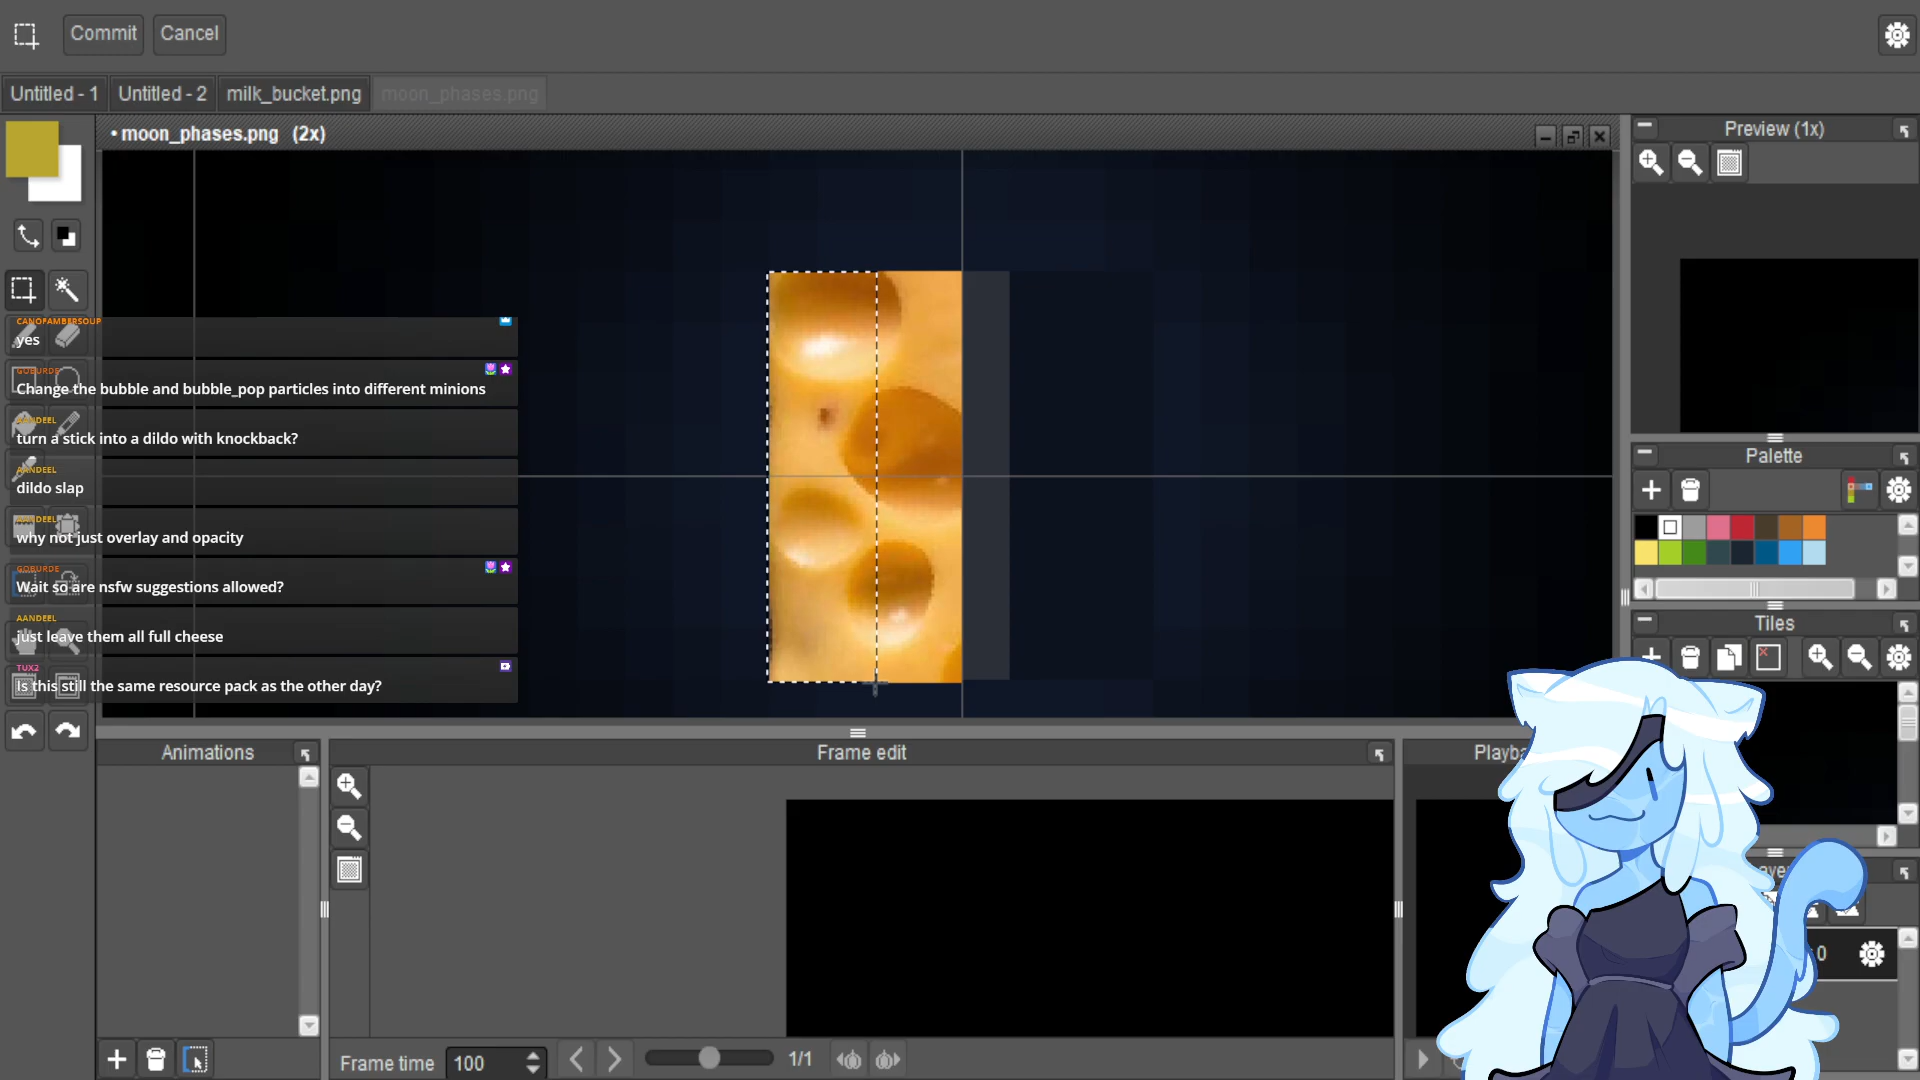 Commit Cancel
Untitled - 1 Untitled - 2 milk_bucket.png moon_phases.png
• moon_phases.png (2x)
Preview (1x)
CANOFAMBERSOUP
yes
GOBURDE
Change the bubble and bubble_pop particles into different minions
AANDEEL
turn a stick into a dildo with knockback?
AANDEEL
dildo slap
AANDEEL
why not just overlay and opacity
GOBURDE
Wait so are nsfw suggestions allowed?
AANDEEL
just leave them all full cheese
TUX2
Is this still the same resource pack as the other day?
Palette
Tiles
Animations
Frame edit
0
Frame time 100
1/1